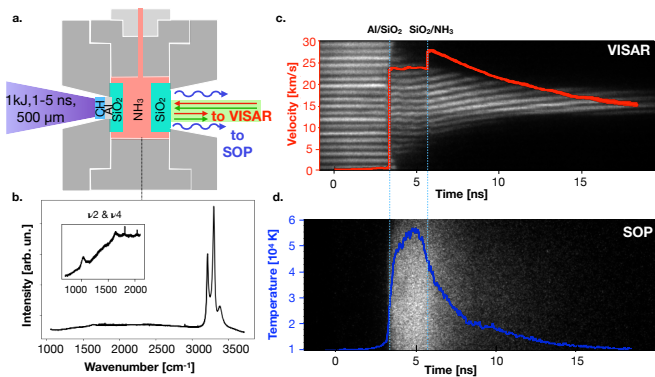 a.
1kJ,1-5 ns,
500 μm
CH
Al
SiO2
NH3
SiO2
to VISAR
to
SOP
b.
ν2 & ν4
1000 1500 2000
Intensity [arb. un.]
1000 1500 2000 2500 3000 3500
Wavenumber [cm-1]
Al/SiO2 SiO2/NH3
c.
VISAR
Velocity [km/s]
30
25
20
15
10
5
0
0 5 10 15
Time [ns]
d.
SOP
Temperature [10⁴ K]
6
5
4
3
2
1
0 5 10 15
Time [ns]